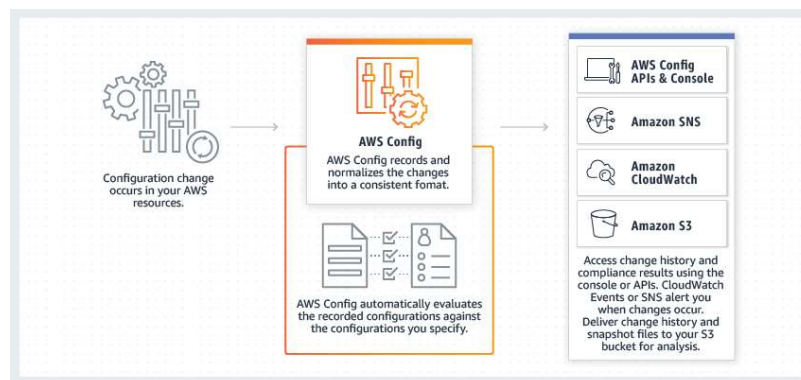 Configuration change
occurs in your AWS
resources.
AWS Config
AWS Config records and
normalizes the changes
into a consistent fomat.
AWS Config automatically evaluates
the recorded configurations against
the configurations you specify.
AWS Config
APIs & Console
Amazon SNS
Amazon
CloudWatch
Amazon S3
Access change history and
compliance results using the
console or APIs. CloudWatch
Events or SNS alert you
when changes occur.
Deliver change history and
snapshot files to your S3
bucket for analysis.